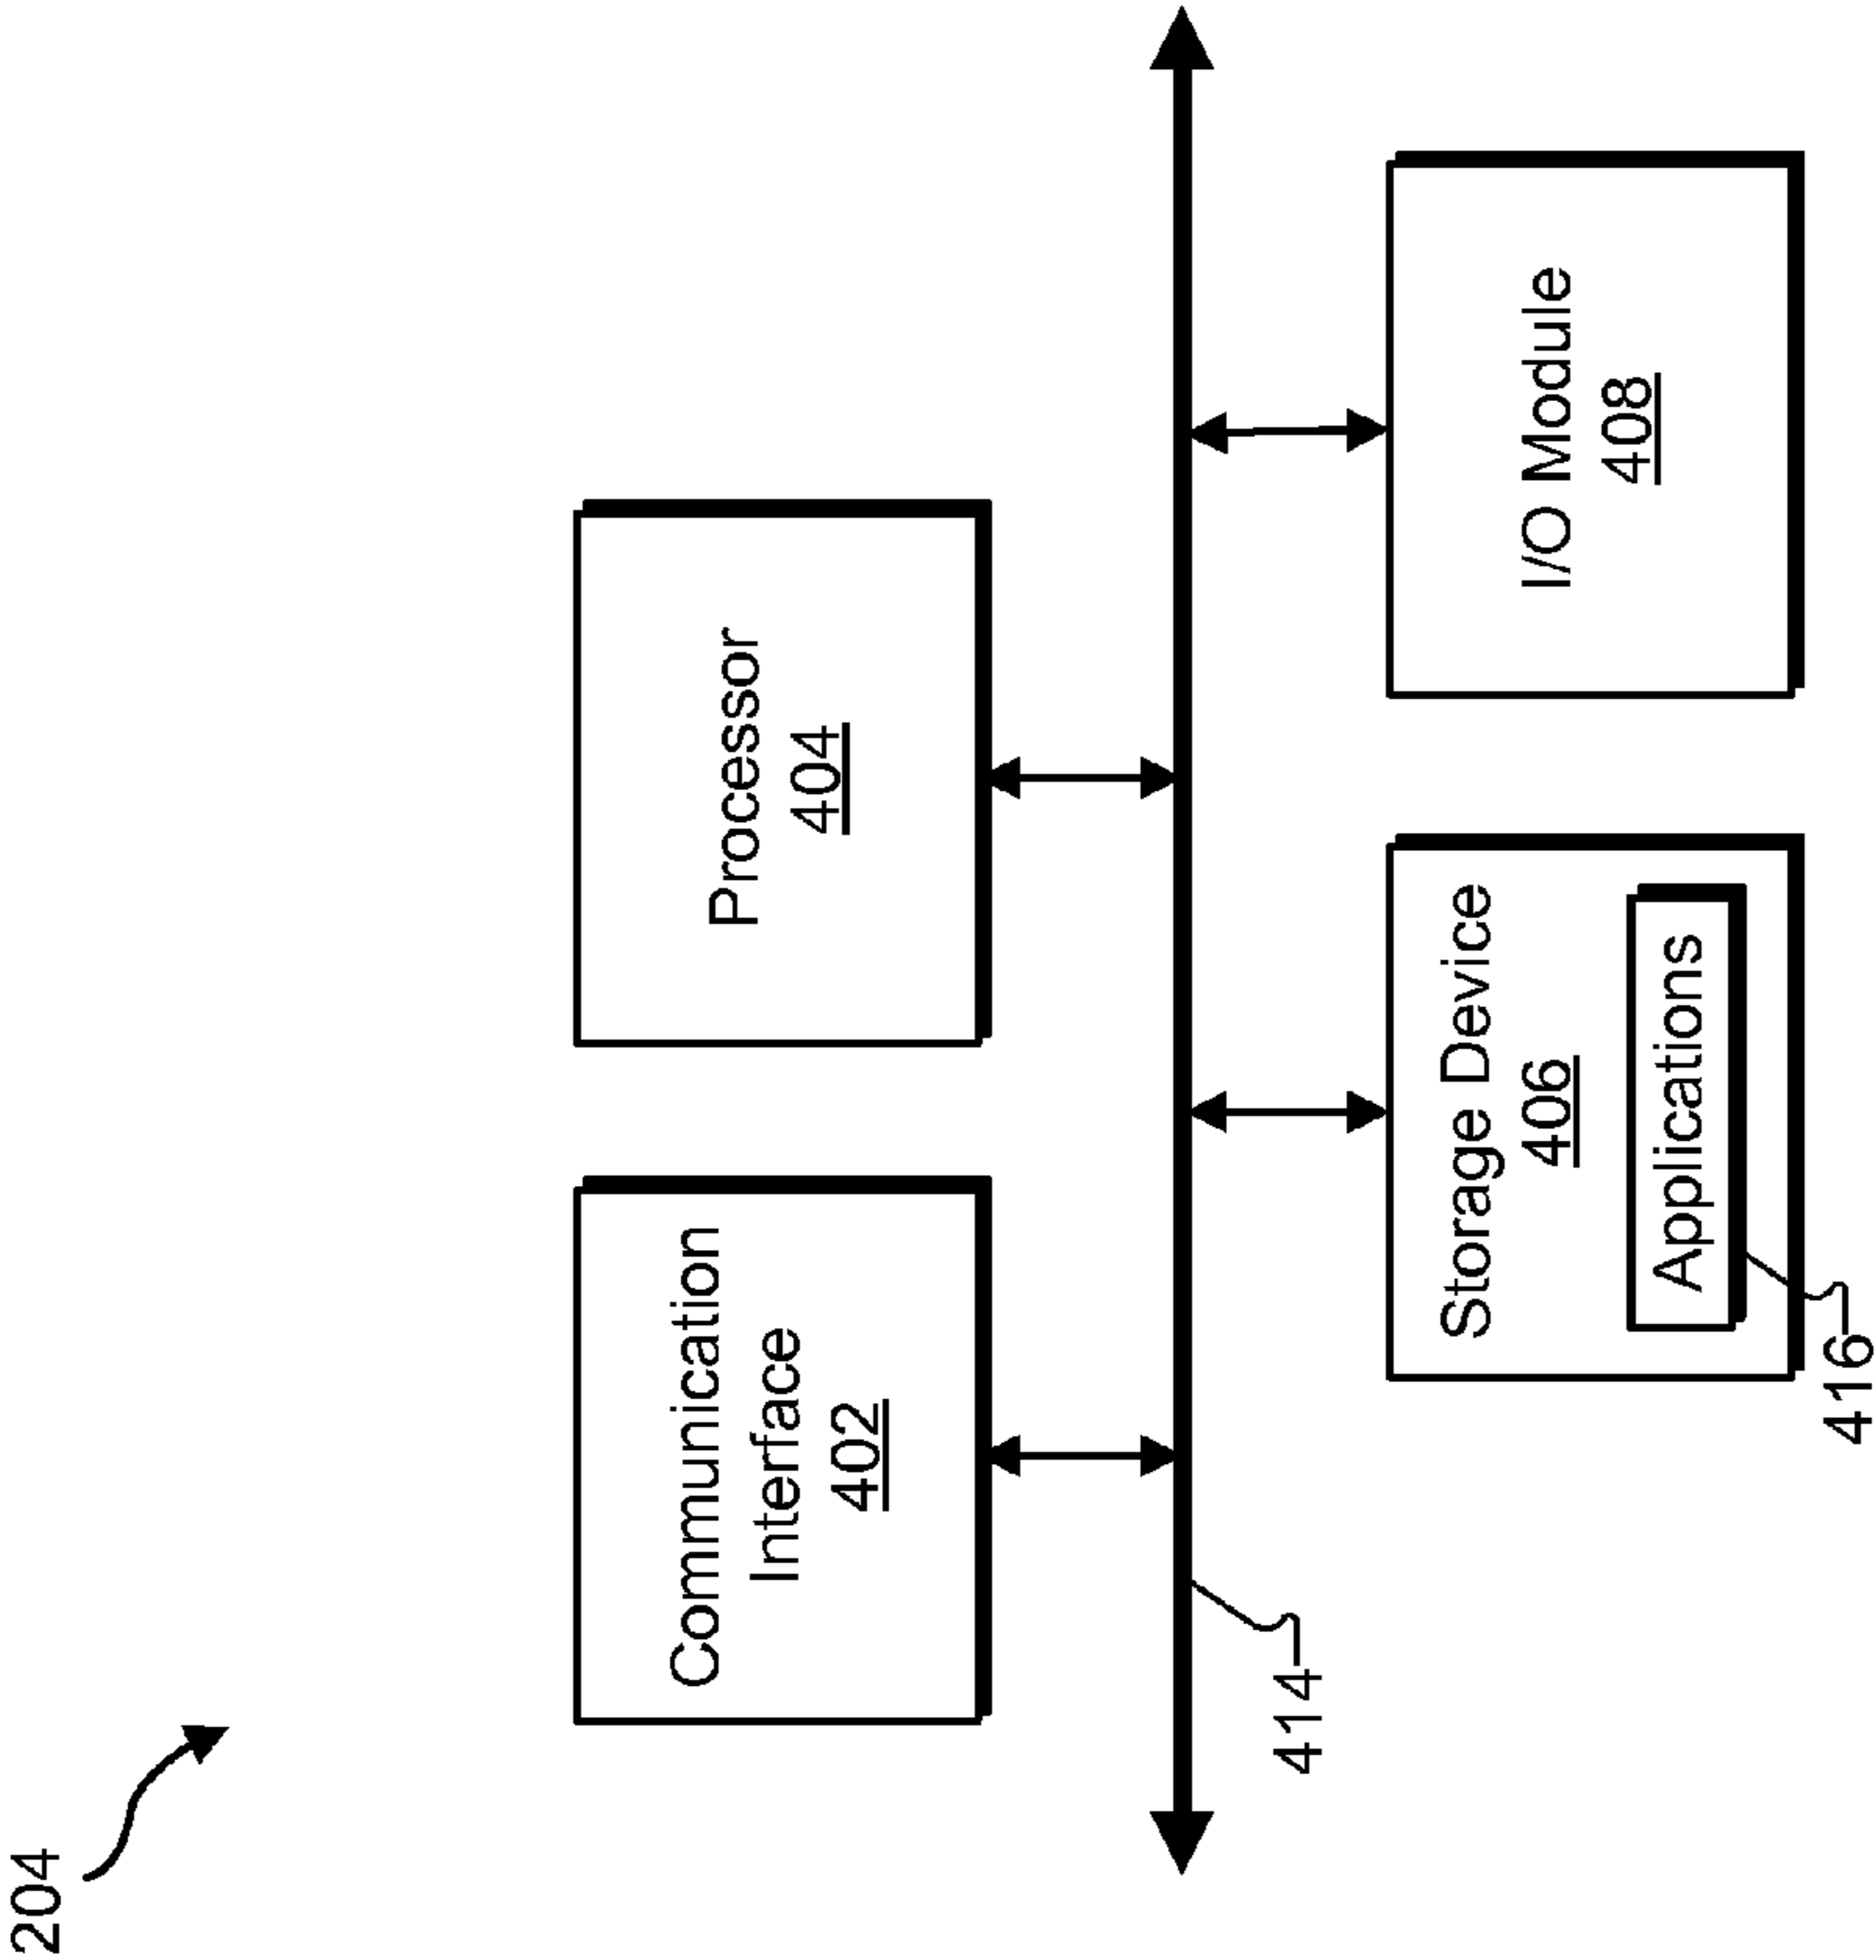 204
Communication
Interface
402
Processor
404
414
Storage Device
406
Applications
416
I/O Module
408